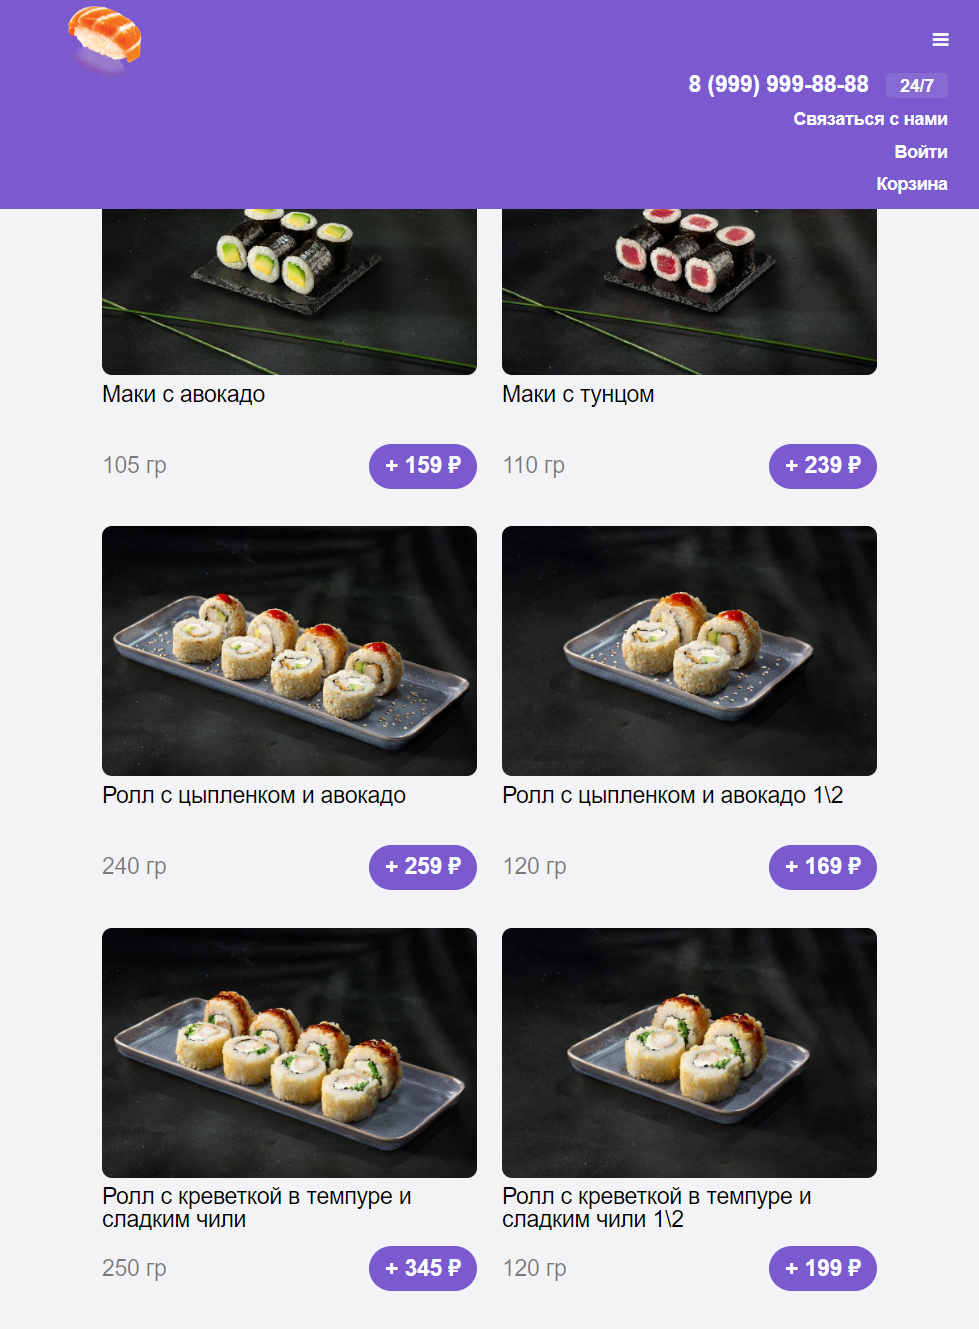 8 (999) 999-88-88 24/7
Связаться с нами
Войти
Корзина
Маки с авокадо
105 гр + 159 ₽
Маки с тунцом
110 гр + 239 ₽
Ролл с цыпленком и авокадо
240 гр + 259 ₽
Ролл с цыпленком и авокадо 1\2
120 гр + 169 ₽
Ролл с креветкой в темпуре и
сладким чили
250 гр + 345 ₽
Ролл с креветкой в темпуре и
сладким чили 1\2
120 гр + 199 ₽